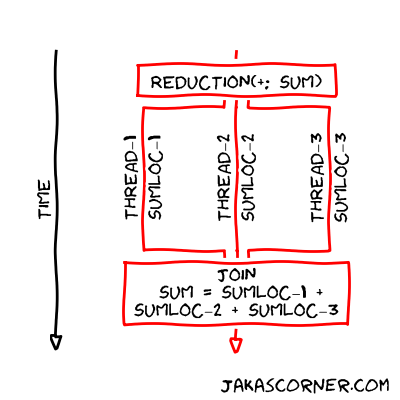 REDUCTION(+: SUM)
TIME
THREAD-1
SUMLOC-1
THREAD-2
SUMLOC-2
THREAD-3
SUMLOC-3
JOIN
SUM = SUMLOC-1 +
SUMLOC-2 + SUMLOC-3
JAKASCORNER.COM